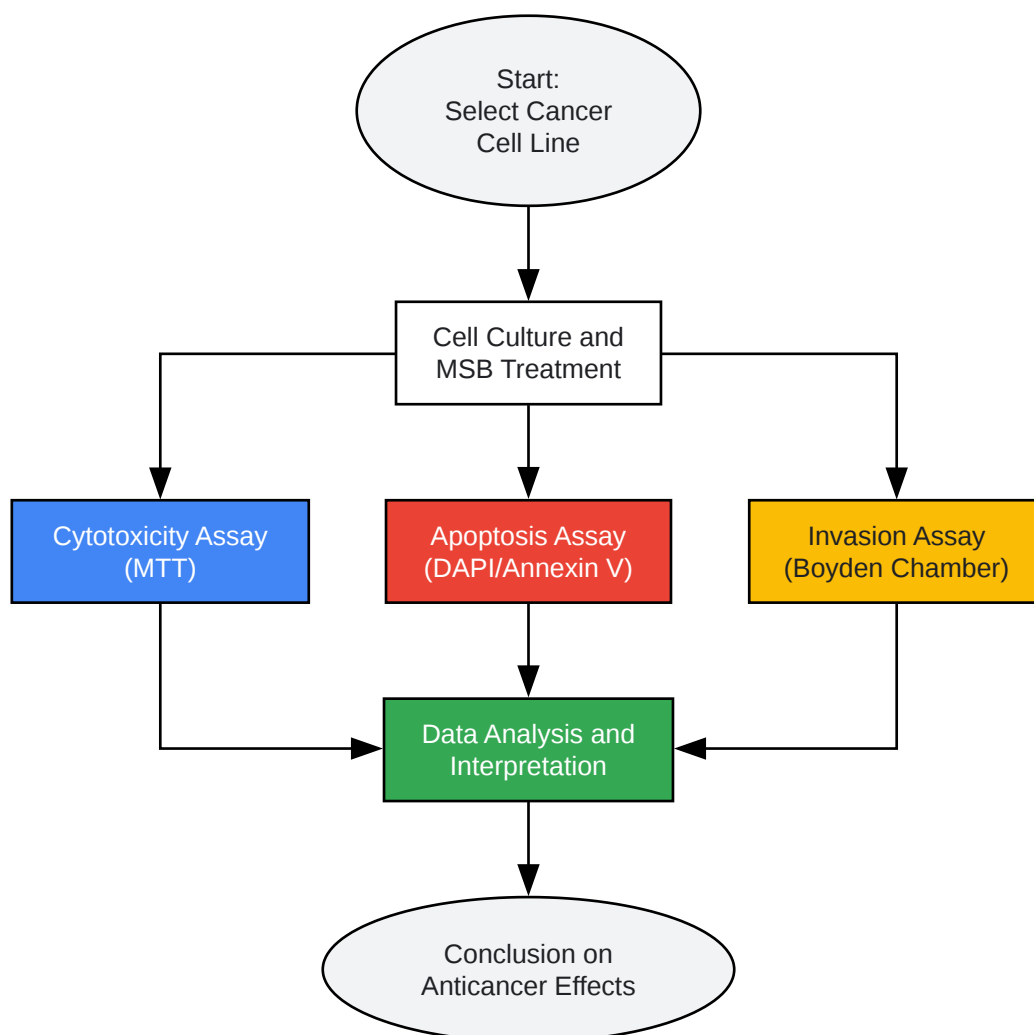 Start:
Select Cancer
Cell Line
Cell Culture and
MSB Treatment
Cytotoxicity Assay
(MTT)
Apoptosis Assay
(DAPI/Annexin V)
Invasion Assay
(Boyden Chamber)
Data Analysis and
Interpretation
Conclusion on
Anticancer Effects